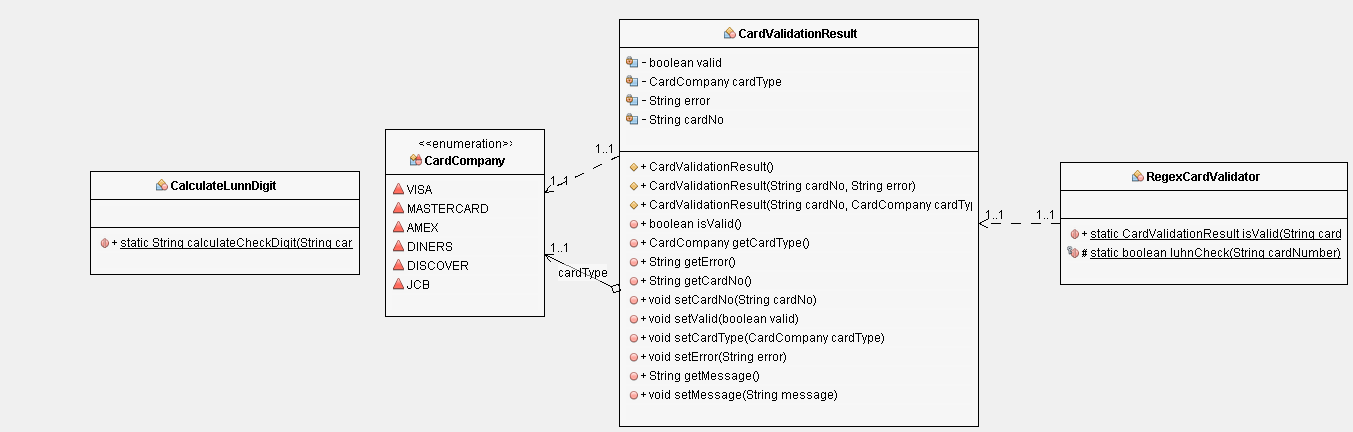 CalculateLunnDigit
+ static String calculateCheckDigit(String car
<<enumeration>>
CardCompany
VISA
MASTERCARD
AMEX
DINERS
DISCOVER
JCB
1..1
1..1
1..1
cardType
CardValidationResult
- boolean valid
- CardCompany cardType
- String error
- String cardNo
+ CardValidationResult()
+ CardValidationResult(String cardNo, String error)
+ CardValidationResult(String cardNo, CardCompany cardTyp
+ boolean isValid()
+ CardCompany getCardType()
+ String getError()
+ String getCardNo()
+ void setCardNo(String cardNo)
+ void setValid(boolean valid)
+ void setCardType(CardCompany cardType)
+ void setError(String error)
+ String getMessage()
+ void setMessage(String message)
1..1
1..1
RegexCardValidator
+ static CardValidationResult isValid(String card
# static boolean luhnCheck(String cardNumber)